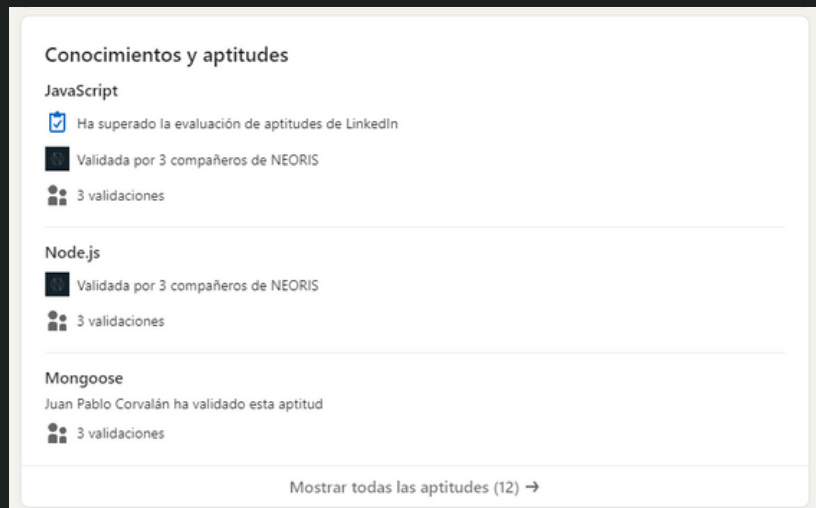 Conocimientos y aptitudes
JavaScript
Ha superado la evaluación de aptitudes de LinkedIn
Validada por 3 compañeros de NEORIS
3 validaciones
Node.js
Validada por 3 compañeros de NEORIS
3 validaciones
Mongoose
Juan Pablo Corvalán ha validado esta aptitud
3 validaciones
Mostrar todas las aptitudes (12) →